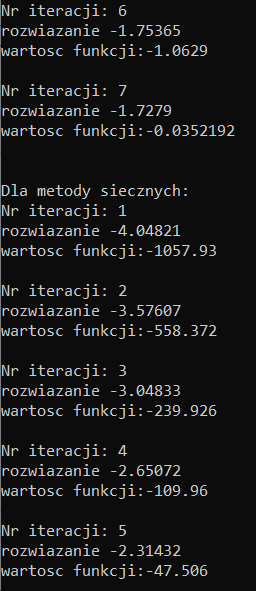 Nr iteracji: 6
rozwiazanie -1.75365
wartosc funkcji:-1.0629
Nr iteracji: 7
rozwiazanie -1.7279
wartosc funkcji:-0.0352192
Dla metody siecznych:
Nr iteracji: 1
rozwiazanie -4.04821
wartosc funkcji:-1057.93
Nr iteracji: 2
rozwiazanie -3.57607
wartosc funkcji:-558.372
Nr iteracji: 3
rozwiazanie -3.04833
wartosc funkcji:-239.926
Nr iteracji: 4
rozwiazanie -2.65072
wartosc funkcji:-109.96
Nr iteracji: 5
rozwiazanie -2.31432
wartosc funkcji:-47.506